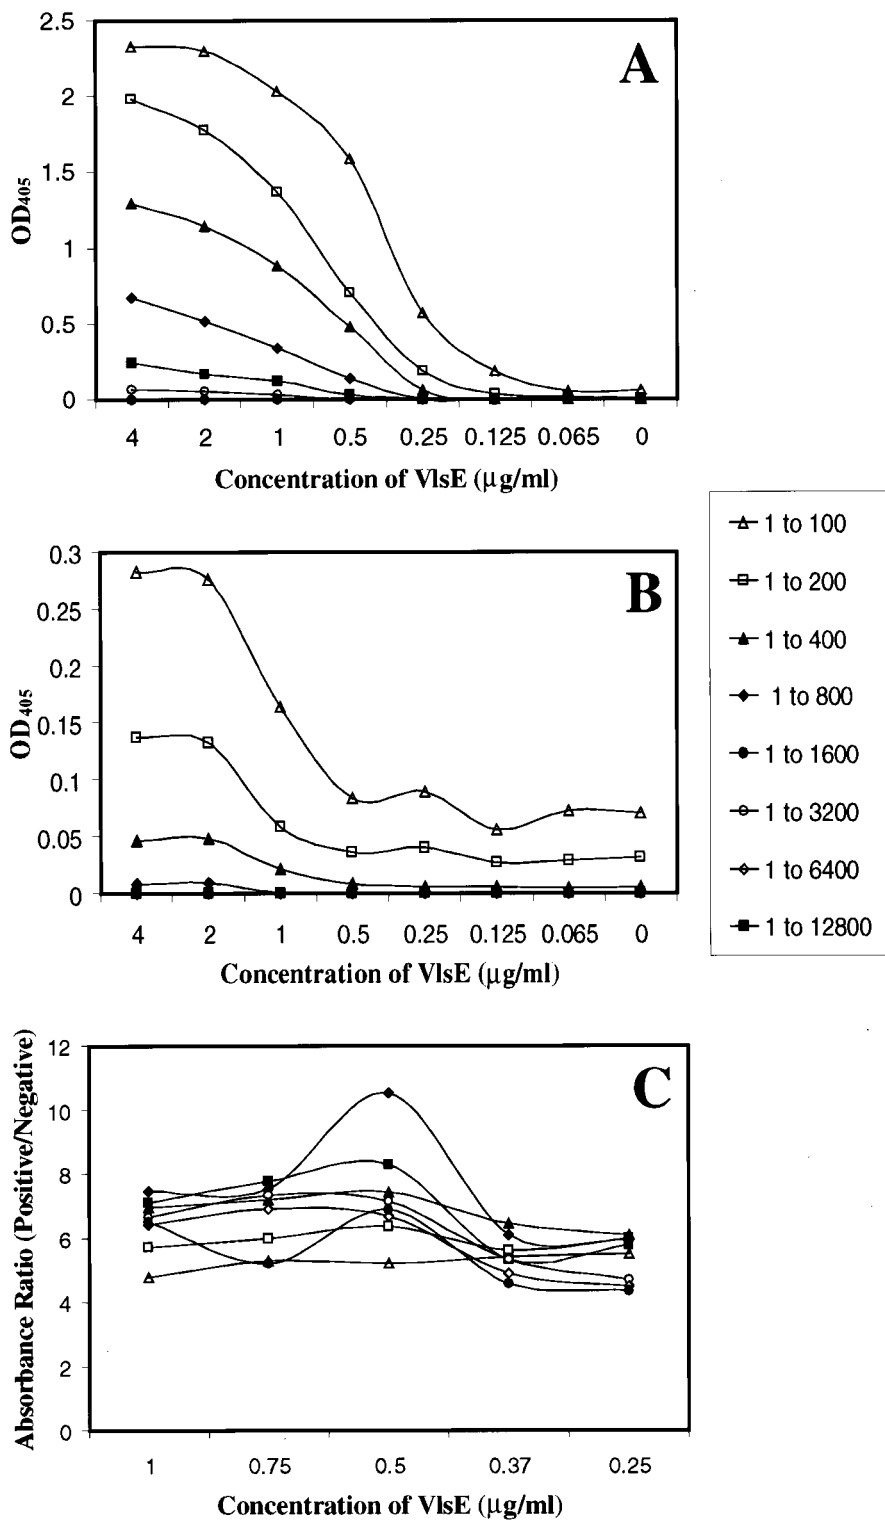 A
2.5
2
1.5
1
0.5
0
OD405
4 2 1 0.5 0.25 0.125 0.065 0
Concentration of VlsE (μg/ml)
B
0.3
0.25
0.2
0.15
0.1
0.05
0
OD405
4 2 1 0.5 0.25 0.125 0.065 0
Concentration of VlsE (μg/ml)
1 to 100
1 to 200
1 to 400
1 to 800
1 to 1600
1 to 3200
1 to 6400
1 to 12800
C
12
10
8
6
4
2
0
Absorbance Ratio (Positive/Negative)
1 0.75 0.5 0.37 0.25
Concentration of VlsE (μg/ml)